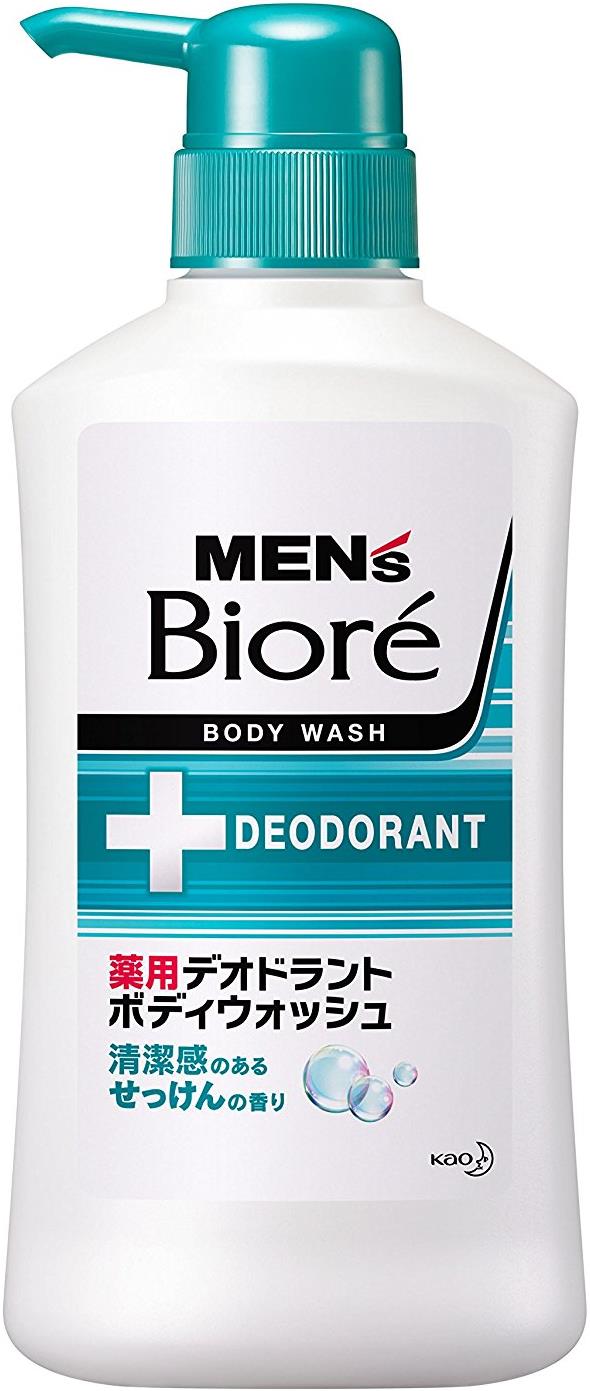 MEN's
Bioré
BODY WASH
DEODORANT
薬用デオドラント
ボディウォッシュ
清潔感のある
せっけんの香り
Kao